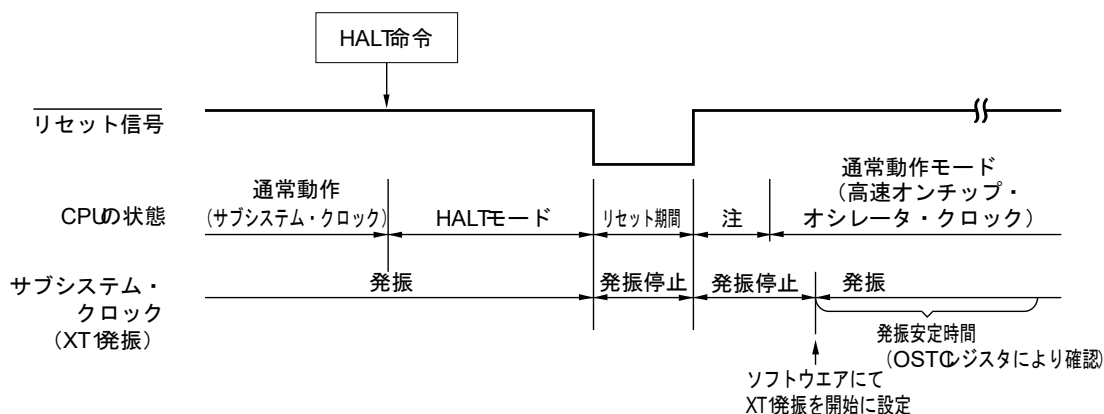 HALT命令
リセット信号
通常動作
(サブシステム・クロック)
CPUの状態
HALTモード
リセット期間
注
通常動作モード
(高速オンチップ・
オシレータ・クロック)
サブシステム・
クロック
(XT1発振)
発振
発振停止
発振停止
発振
発振安定時間
(OSTCレジスタにより確認)
ソフトウエアにて
XT1発振を開始に設定